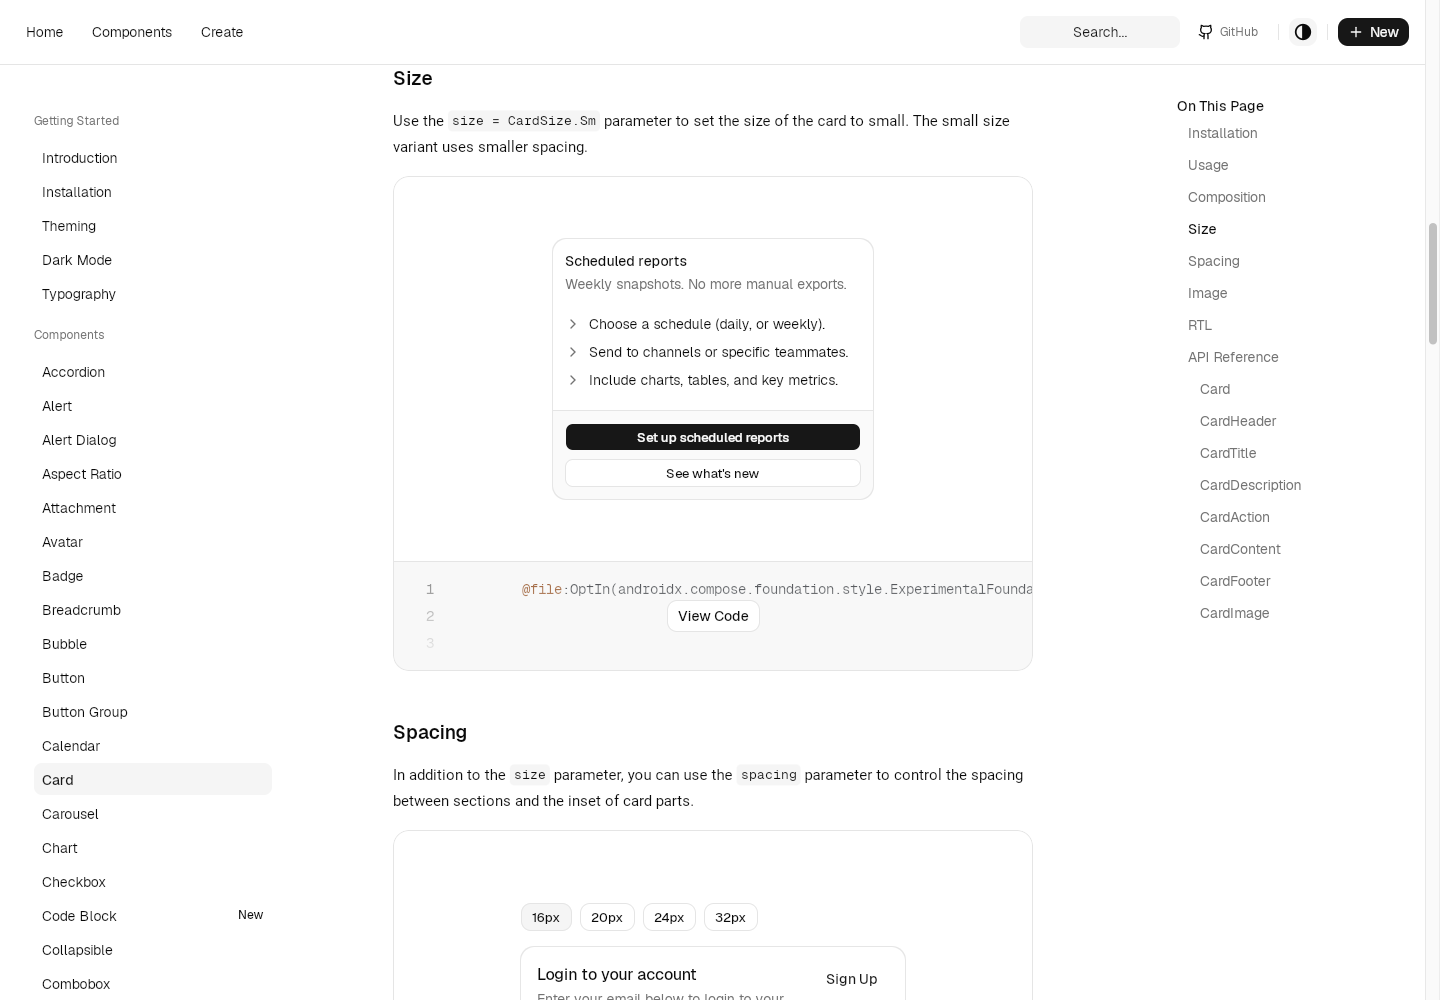 Home
Components
Create
Search...
GitHub
New
Getting Started
Introduction
Installation
Theming
Dark Mode
Typography
Components
Accordion
Alert
Alert Dialog
Aspect Ratio
Attachment
Avatar
Badge
Breadcrumb
Bubble
Button
Button Group
Calendar
Card
Carousel
Chart
Checkbox
Code Block
New
Collapsible
Combobox
Size
Use the size = CardSize.Sm parameter to set the size of the card to small. The small size
variant uses smaller spacing.
Scheduled reports
Weekly snapshots. No more manual exports.
Choose a schedule (daily, or weekly).
Send to channels or specific teammates.
Include charts, tables, and key metrics.
Set up scheduled reports
See what's new
1 @file:OptIn(androidx.compose.foundation.style.ExperimentalFounda
2
View Code
3
Spacing
In addition to the size parameter, you can use the spacing parameter to control the spacing
between sections and the inset of card parts.
16px
20px
24px
32px
Login to your account
Sign Up
Enter your email below to login to your
On This Page
Installation
Usage
Composition
Size
Spacing
Image
RTL
API Reference
Card
CardHeader
CardTitle
CardDescription
CardAction
CardContent
CardFooter
CardImage